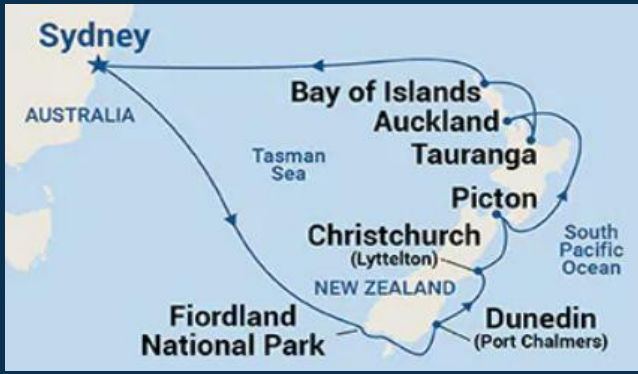 Sydney
AUSTRALIA
Bay of Islands
Auckland
Tauranga
Tasman
Sea
Picton
Christchurch
(Lyttelton)
South
Pacific
Ocean
NEW ZEALAND
Fiordland
National Park
Dunedin
(Port Chalmers)